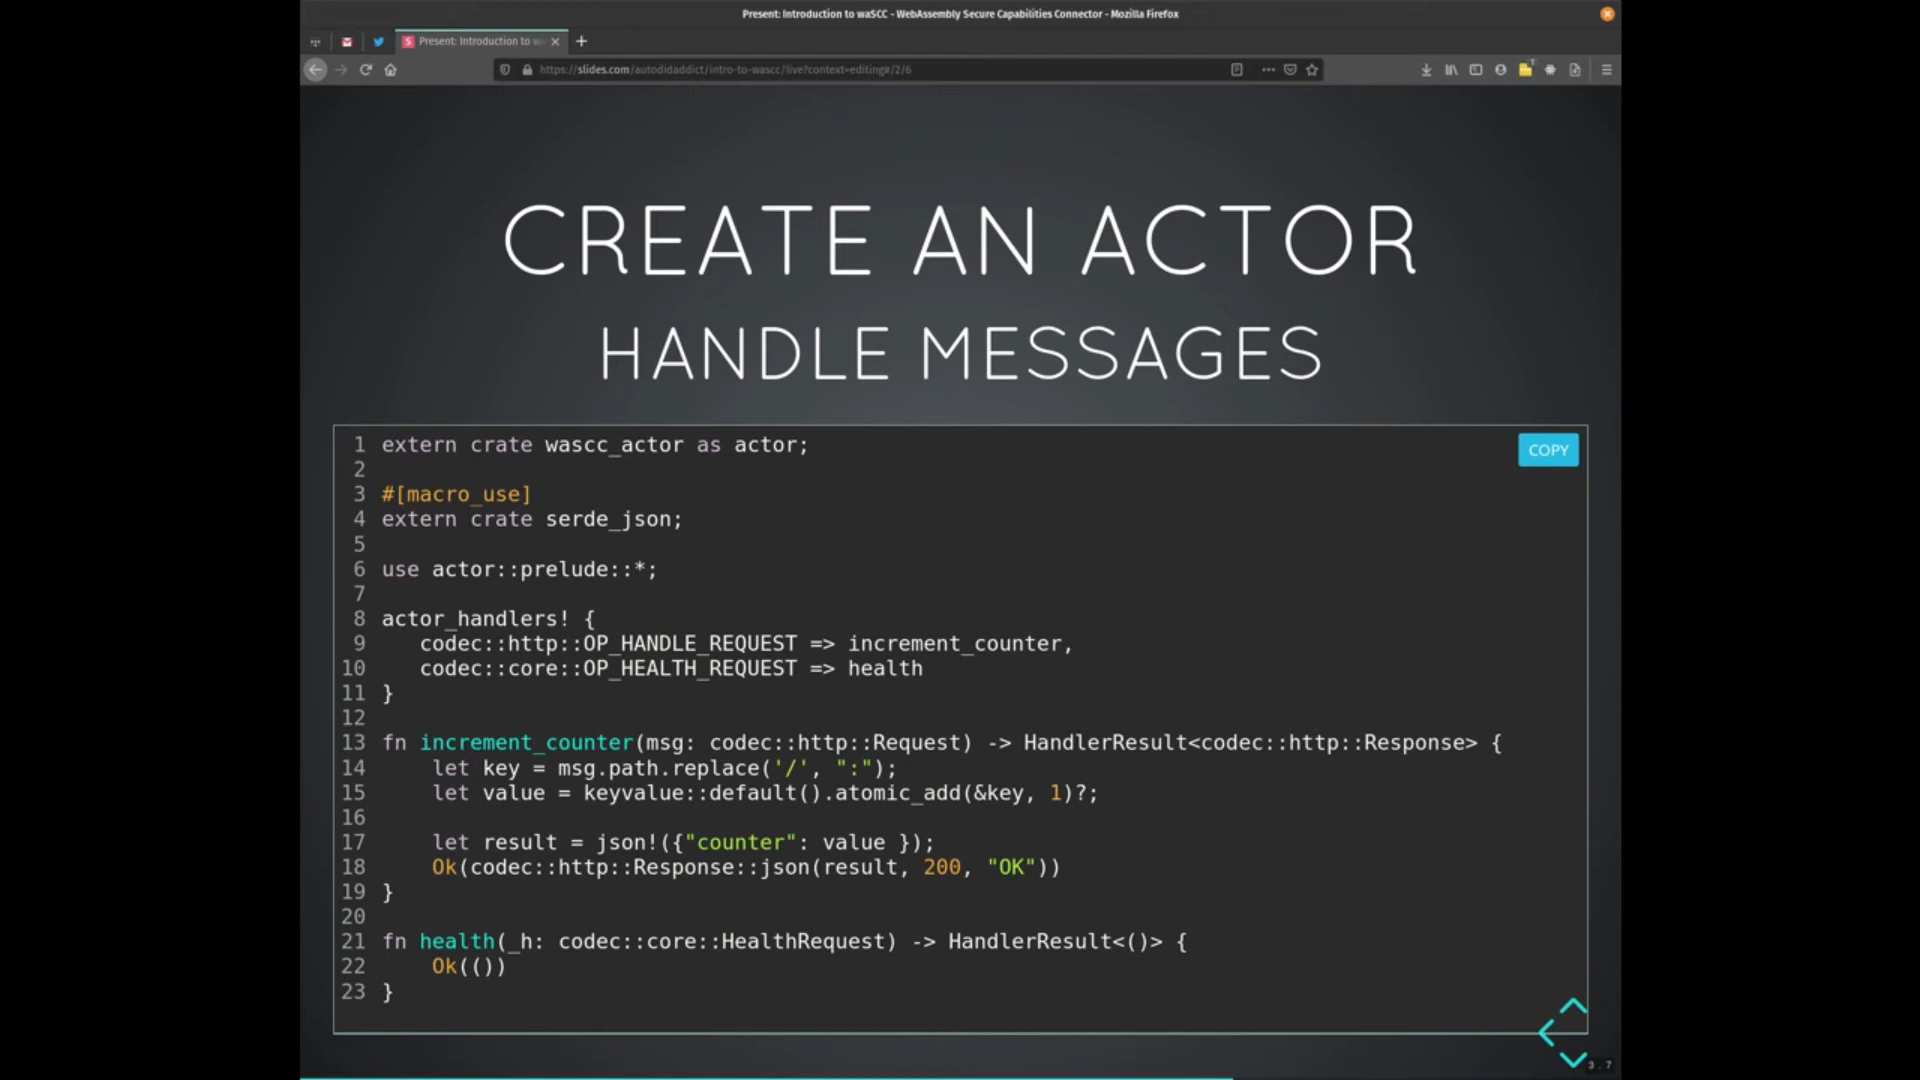 Present: Introduction to waSCC - WebAssembly Secure Capabilities Connector - Mozilla Firefox
Present: Introduction to w
https://slides.com/autodidaddict/intro-to-wascc/live?context=editing#/2/6
CREATE AN ACTOR
HANDLE MESSAGES
COPY
1 extern crate wascc_actor as actor;
2
3 #[macro_use]
4 extern crate serde_json;
5
6 use actor::prelude::*;
7
8 actor_handlers! {
9    codec::http::OP_HANDLE_REQUEST => increment_counter,
10    codec::core::OP_HEALTH_REQUEST => health
11 }
12
13 fn increment_counter(msg: codec::http::Request) -> HandlerResult<codec::http::Response> {
14     let key = msg.path.replace('/', ":");
15     let value = keyvalue::default().atomic_add(&key, 1)?;
16
17     let result = json!({"counter": value });
18     Ok(codec::http::Response::json(result, 200, "OK"))
19 }
20
21 fn health(_h: codec::core::HealthRequest) -> HandlerResult<()> {
22     Ok(())
23 }
3.7